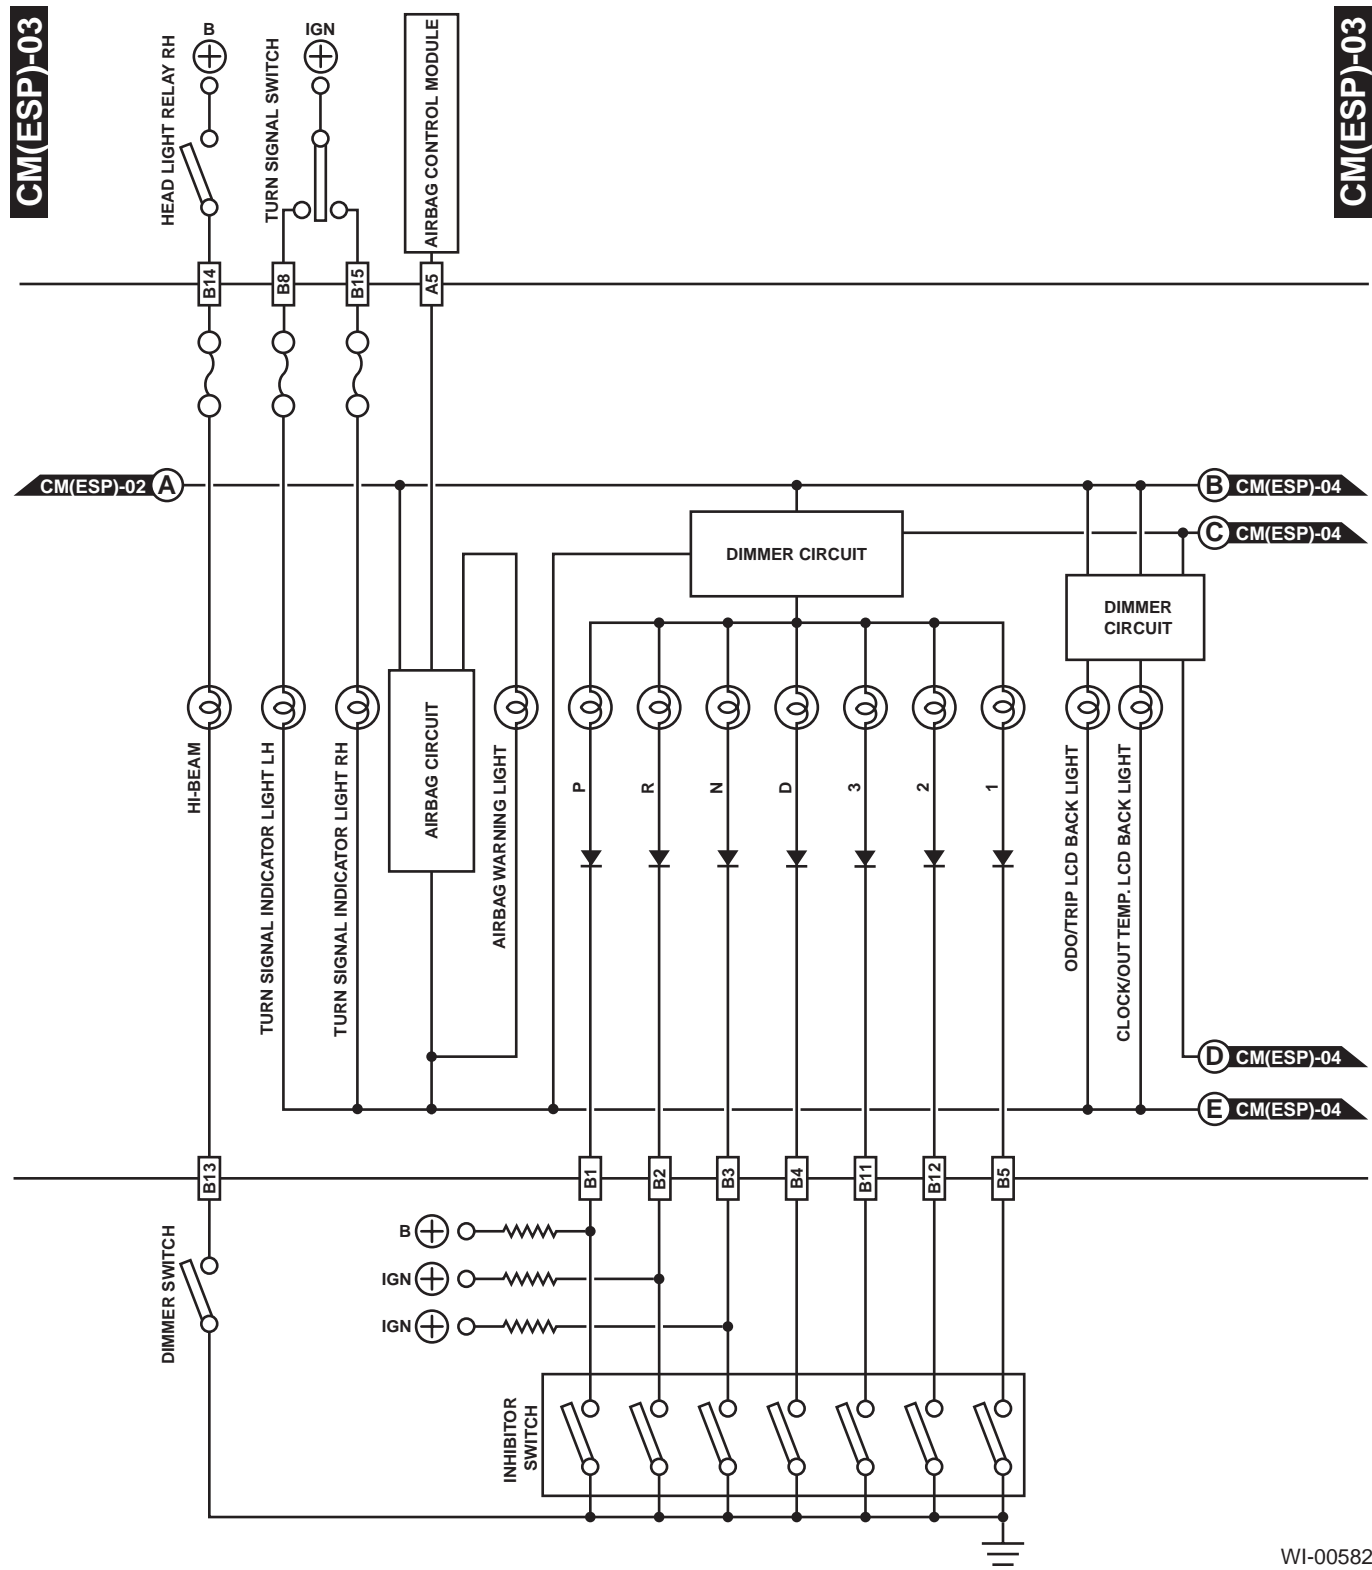 CM(ESP)-03
CM(ESP)-03
B
IGN
HEAD LIGHT RELAY RH
TURN SIGNAL SWITCH
AIRBAG CONTROL MODULE
B14
B8
B15
A5
CM(ESP)-02
A
B
CM(ESP)-04
C
CM(ESP)-04
DIMMER CIRCUIT
DIMMER
CIRCUIT
HI-BEAM
TURN SIGNAL INDICATOR LIGHT LH
TURN SIGNAL INDICATOR LIGHT RH
AIRBAG CIRCUIT
AIRBAG WARNING LIGHT
P
R
N
D
3
2
1
ODO/TRIP LCD BACK LIGHT
CLOCK/OUT TEMP. LCD BACK LIGHT
D
CM(ESP)-04
E
CM(ESP)-04
B13
B1
B2
B3
B4
B11
B12
B5
B
IGN
IGN
DIMMER SWITCH
INHIBITOR
SWITCH
WI-00582